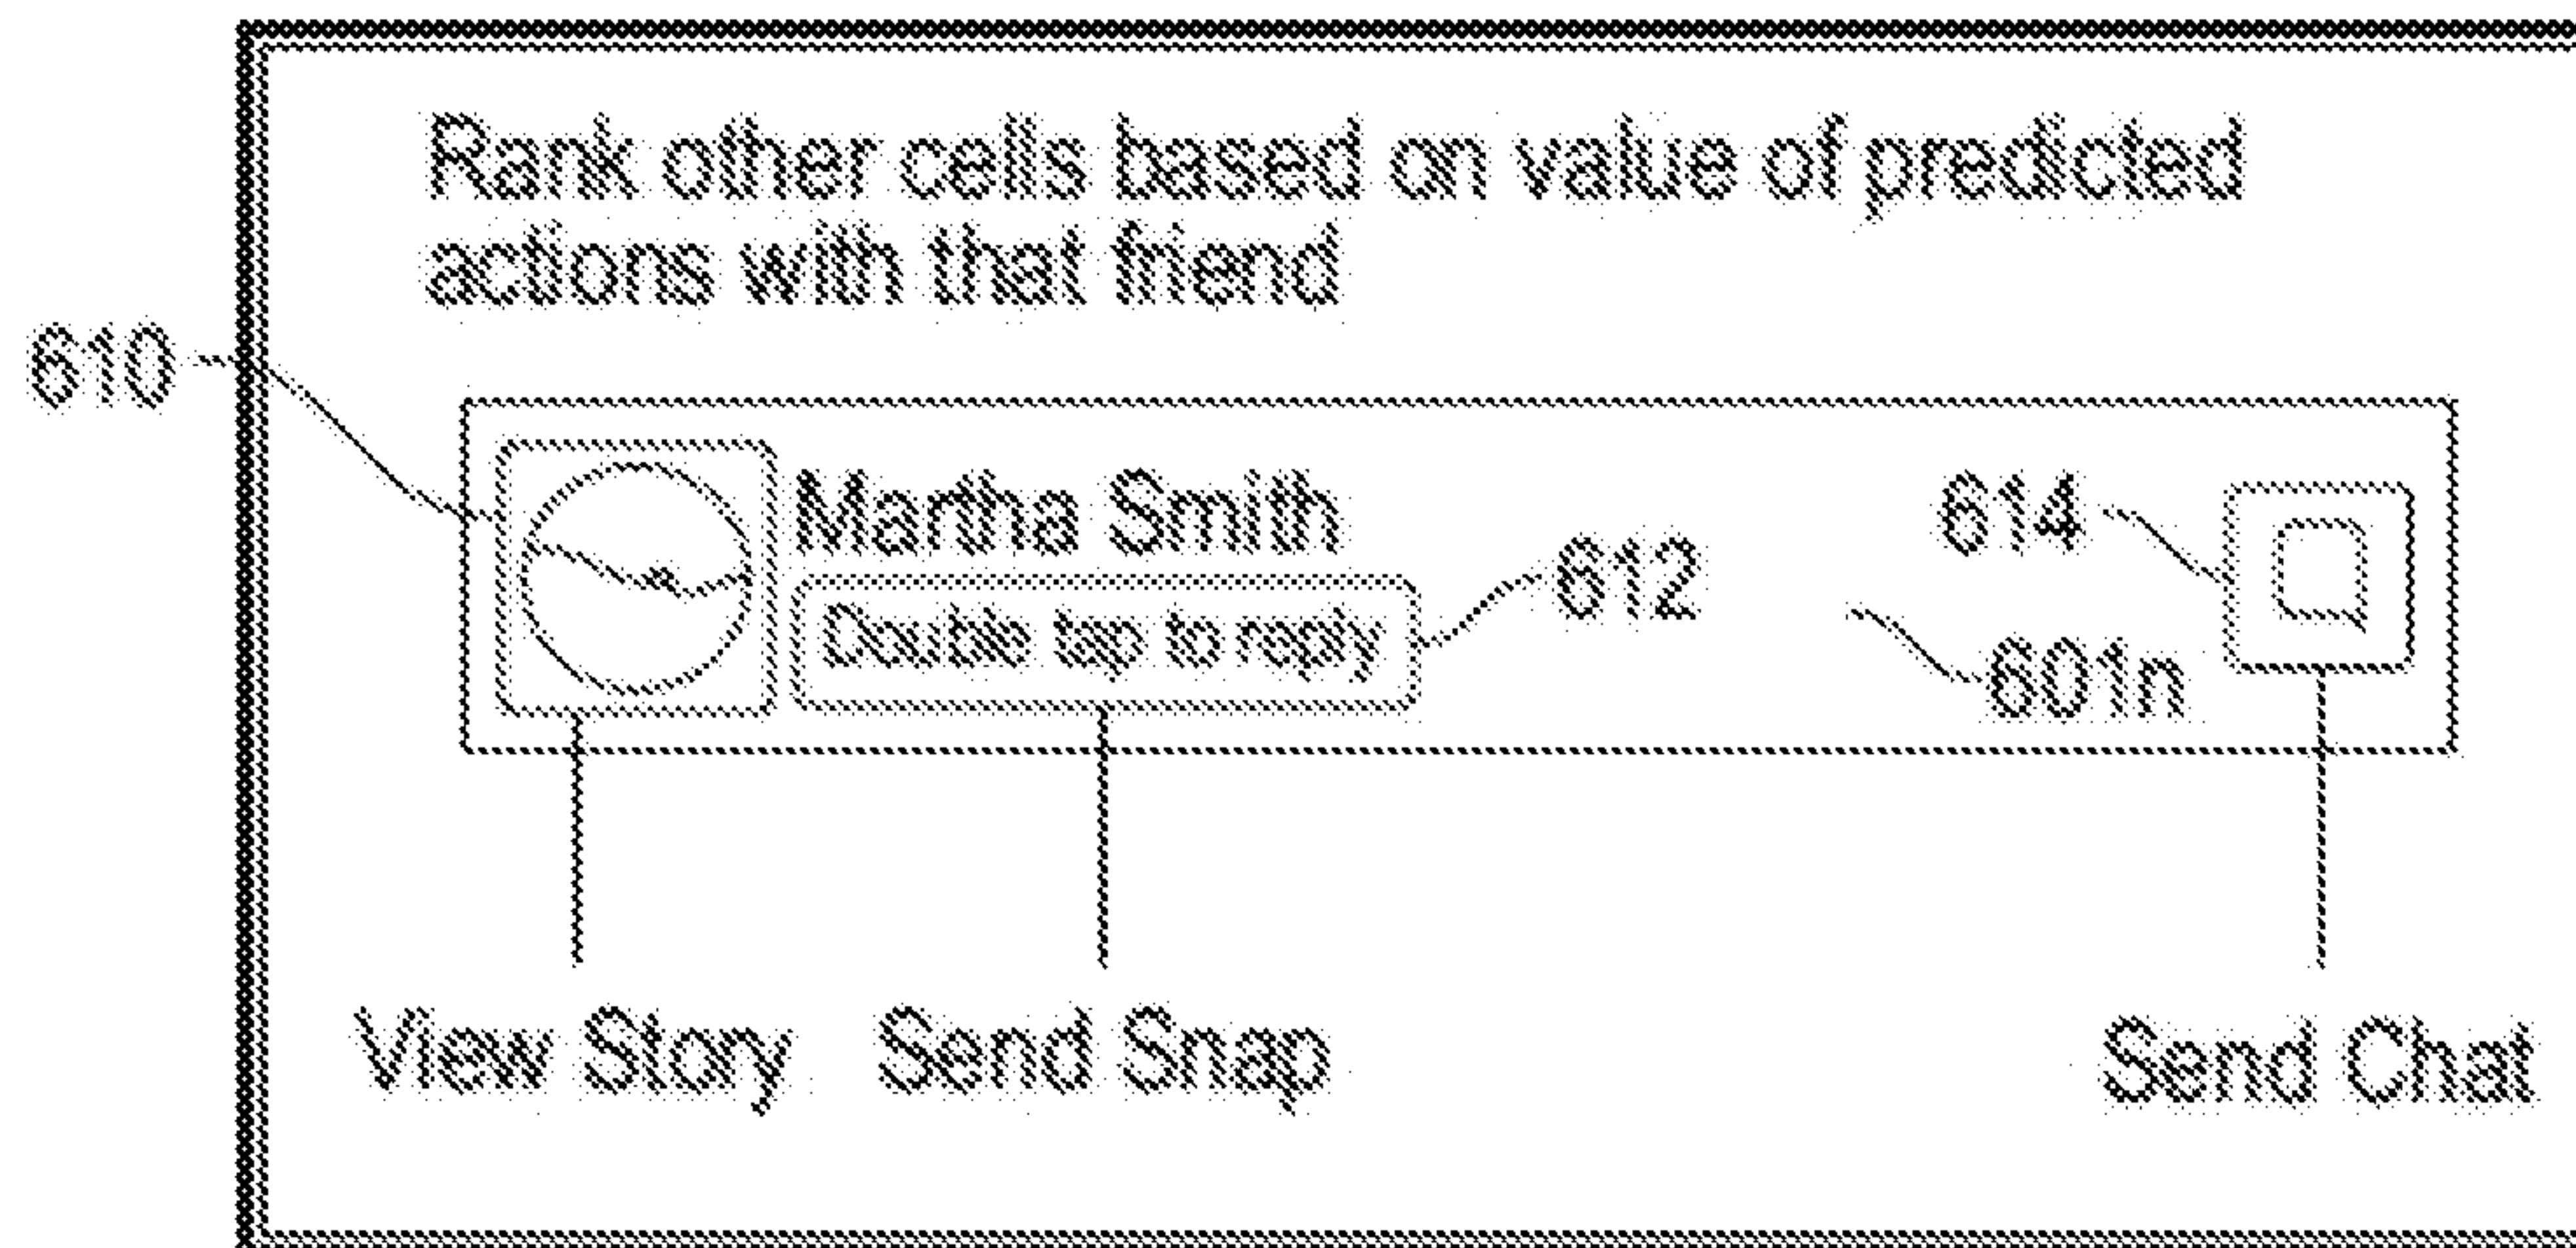 Rank other cells based on value of predicted
actions with that friend
610
Martha Smith
614
612
Double tap to reply
601n
View Story
Send Snap
Send Chat